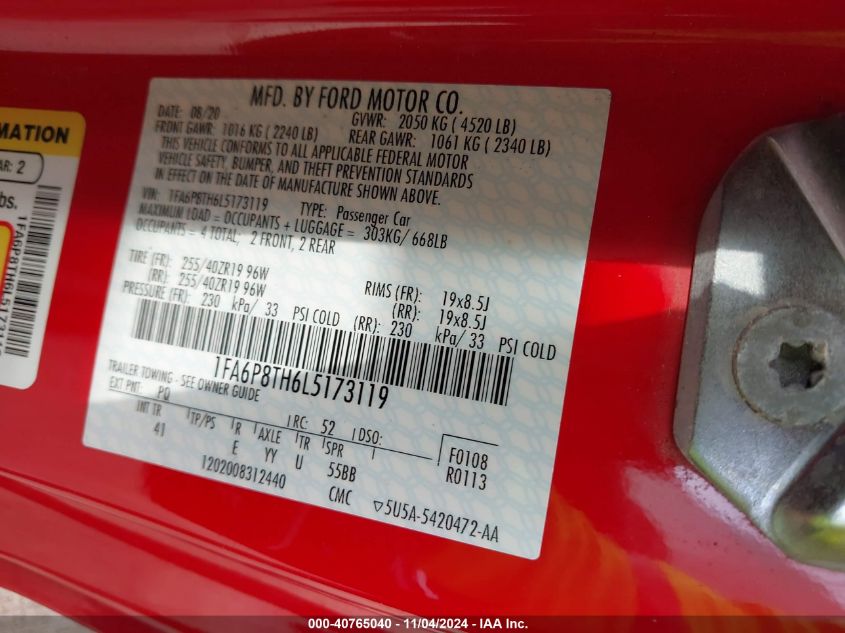 MFD. BY FORD MOTOR CO.
DATE: 08/20 GVWR: 2050 KG ( 4520 LB)
FRONT GAWR: 1016 KG ( 2240 LB) REAR GAWR: 1061 KG ( 2340 LB)
THIS VEHICLE CONFORMS TO ALL APPLICABLE FEDERAL MOTOR
VEHICLE SAFETY, BUMPER, AND THEFT PREVENTION STANDARDS
IN EFFECT ON THE DATE OF MANUFACTURE SHOWN ABOVE.
VIN: 1FA6P8TH6L5173119 TYPE: Passenger Car
MAXIMUM LOAD = OCCUPANTS + LUGGAGE = 303KG/ 668LB
OCCUPANTS = 4 TOTAL; 2 FRONT, 2 REAR
TIRE (FR): 255/40ZR19 96W RIMS (FR): 19x8.5J
(RR): 255/40ZR19 96W (RR): 19x8.5J
PRESSURE (FR): 230 kPa/ 33 PSI COLD (RR): 230 kPa/ 33 PSI COLD
1FA6P8TH6L5173119
TRAILER TOWING - SEE OWNER GUIDE
EXT PNT: PQ RC: 52 DSO:
INT TR TP/PS R AXLE TR SPR F0108
41 E YY U 55BB R0113
1202008312440 CMC
5U5A-5420472-AA
MATION
AR: 2
bs.
1FA6P8TH6L5173119
000-40765040 - 11/04/2024 - IAA Inc.